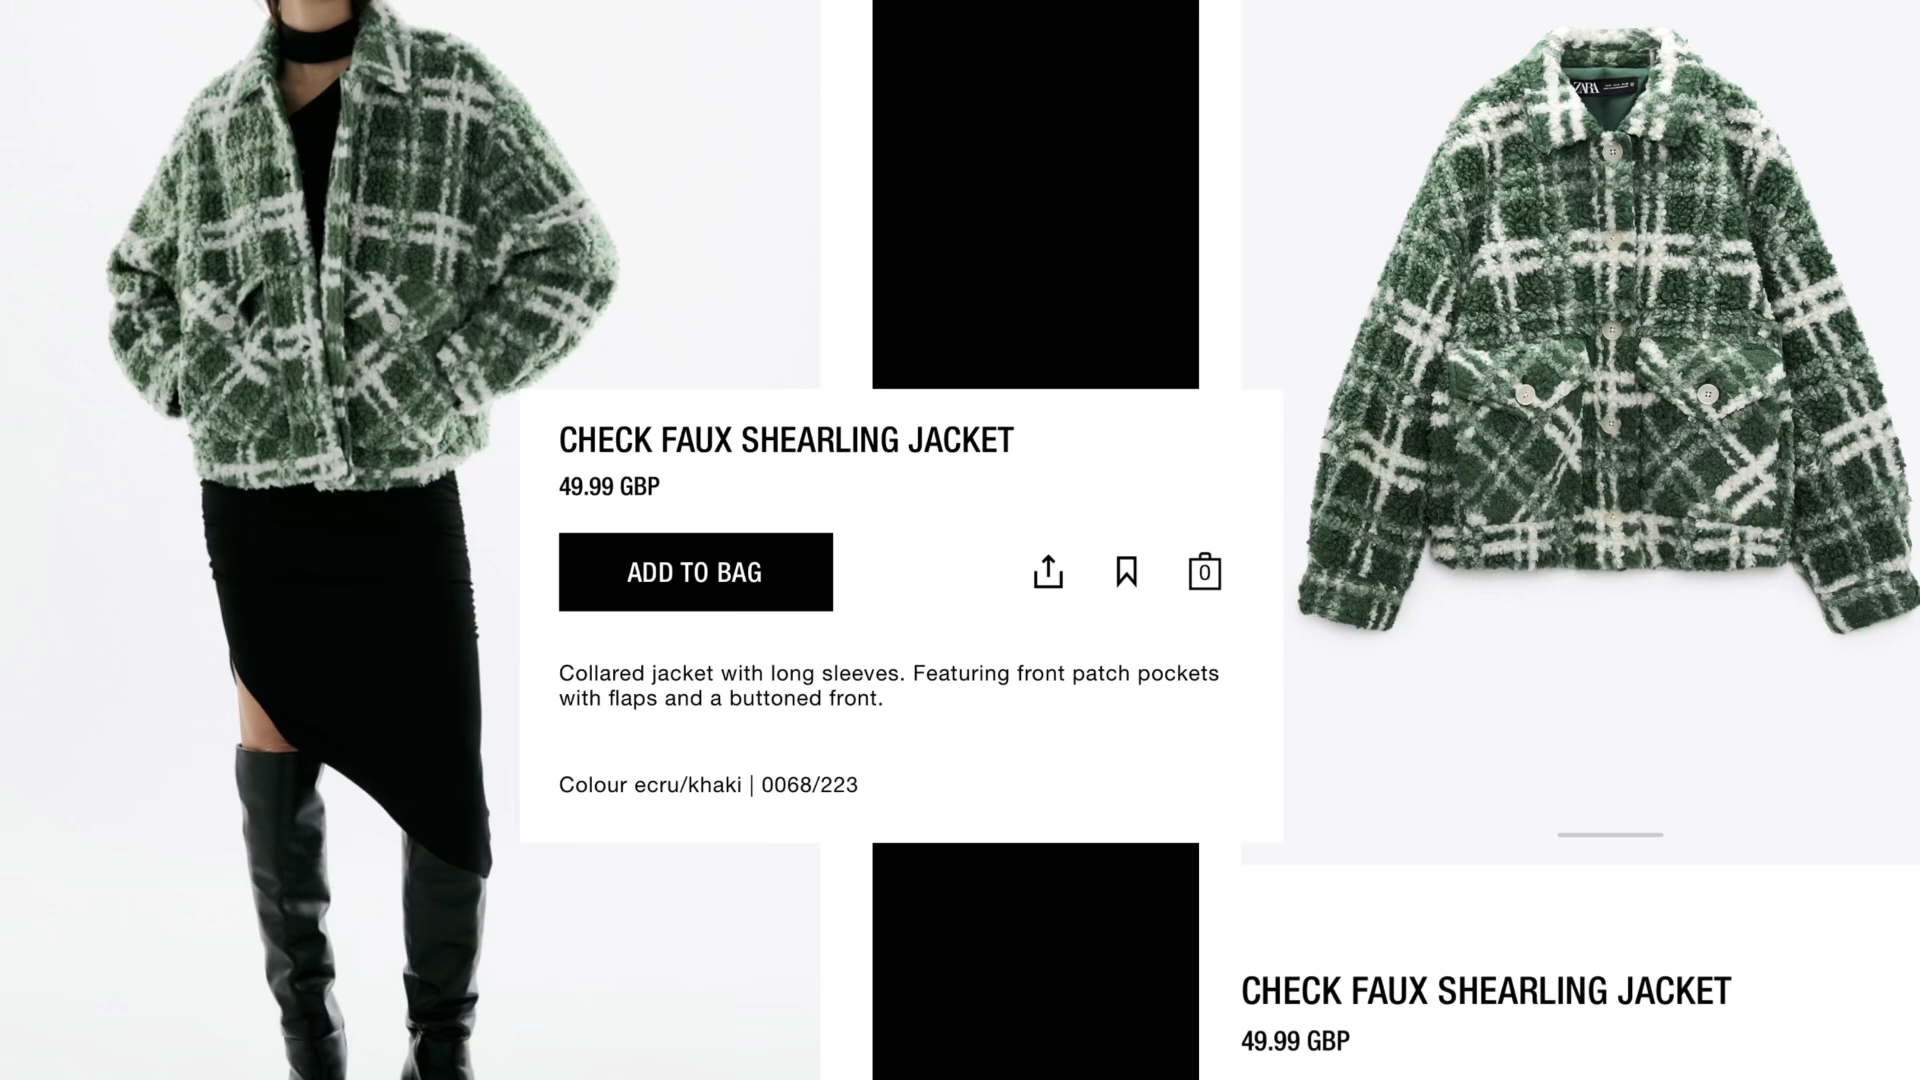 CHECK FAUX SHEARLING JACKET
49.99 GBP
ADD TO BAG
0
Collared jacket with long sleeves. Featuring front patch pockets
with flaps and a buttoned front.
Colour ecru/khaki | 0068/223
ZARA
CHECK FAUX SHEARLING JACKET
49.99 GBP